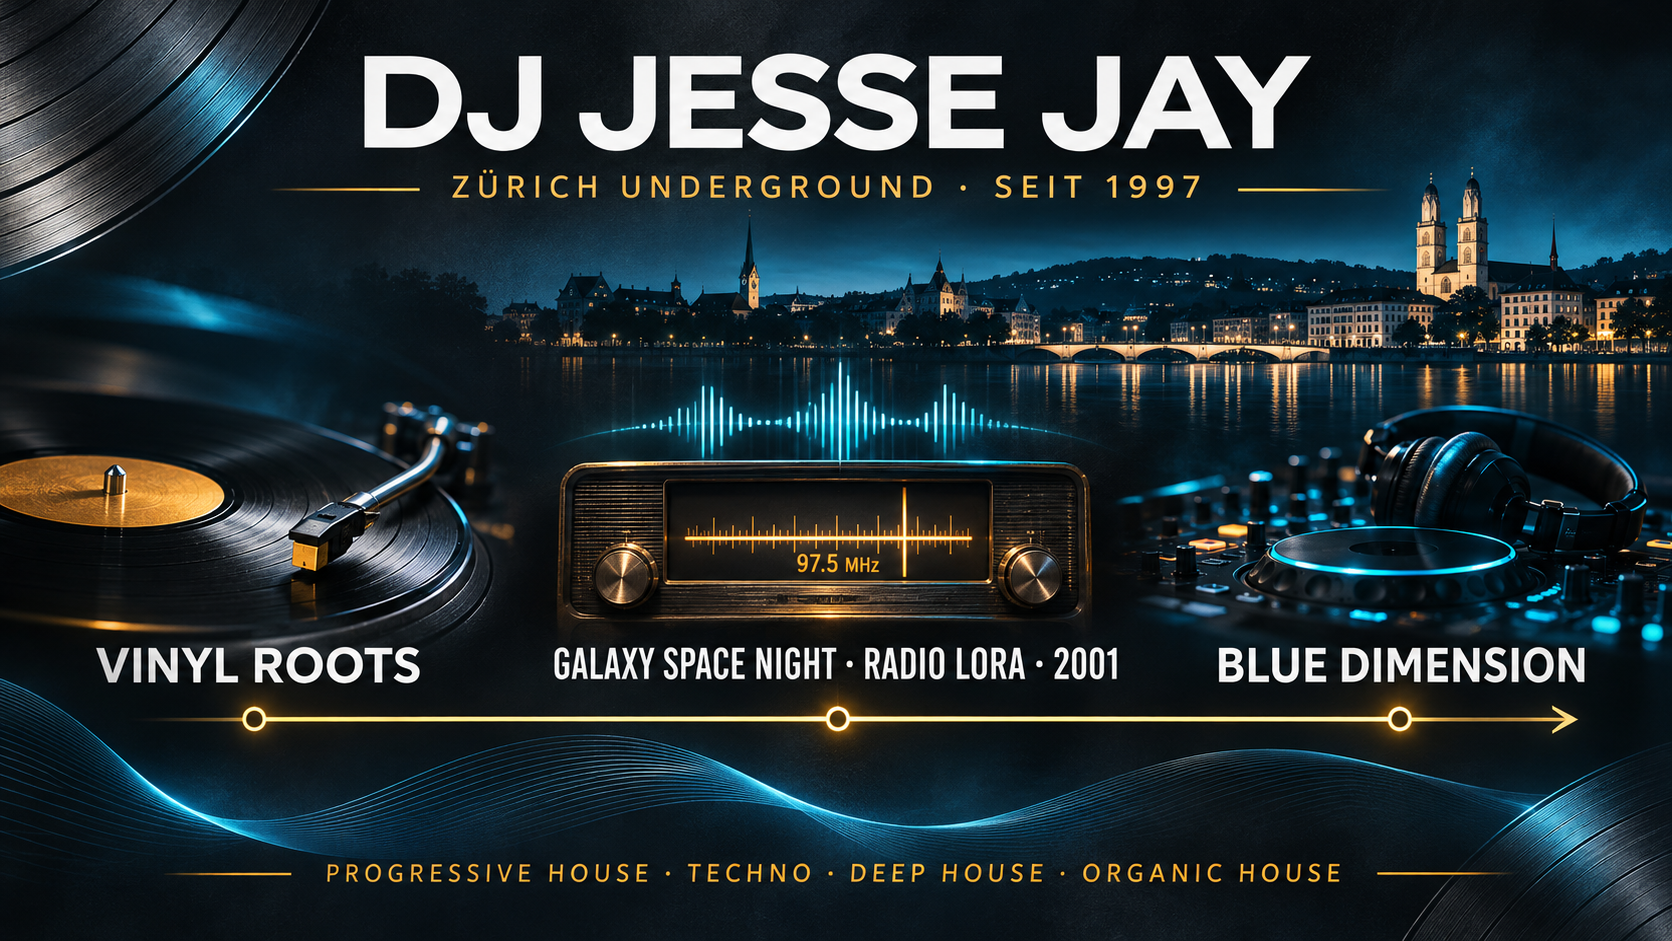 DJ JESSE JAY
ZÜRICH UNDERGROUND · SEIT 1997
97.5 MHz
VINYL ROOTS
GALAXY SPACE NIGHT · RADIO LORA · 2001
BLUE DIMENSION
PROGRESSIVE HOUSE · TECHNO · DEEP HOUSE · ORGANIC HOUSE